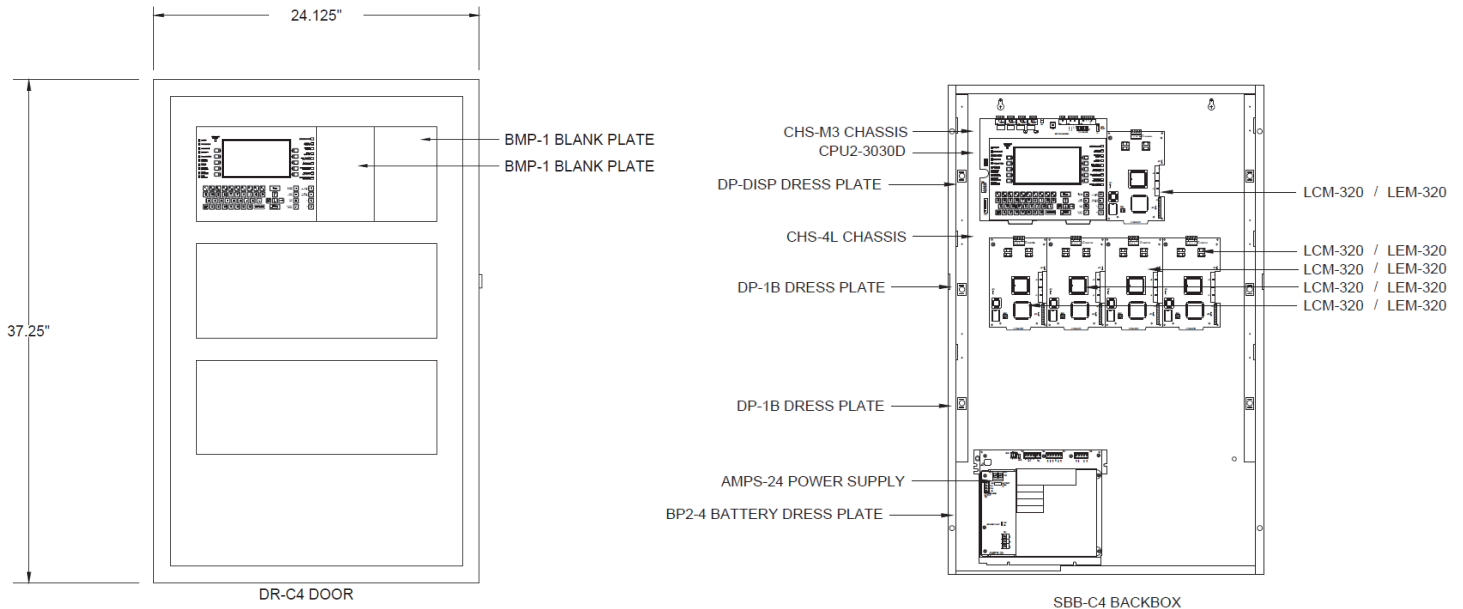 24.125"
37.25"
BMP-1 BLANK PLATE
BMP-1 BLANK PLATE
DR-C4 DOOR
CHS-M3 CHASSIS
CPU2-3030D
DP-DISP DRESS PLATE
CHS-4L CHASSIS
DP-1B DRESS PLATE
DP-1B DRESS PLATE
AMPS-24 POWER SUPPLY
BP2-4 BATTERY DRESS PLATE
LCM-320 / LEM-320
LCM-320 / LEM-320
LCM-320 / LEM-320
LCM-320 / LEM-320
LCM-320 / LEM-320
SBB-C4 BACKBOX